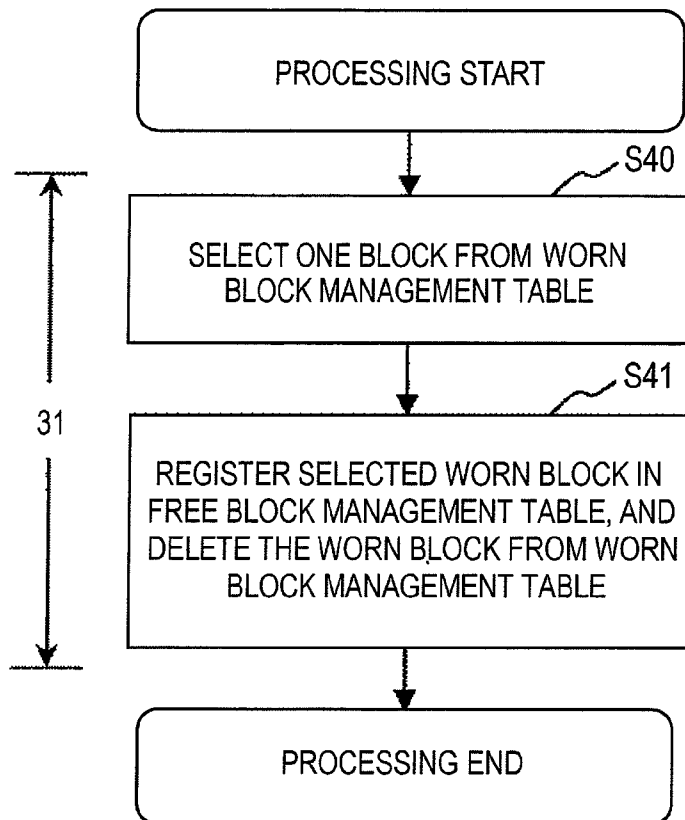 PROCESSING START
S40
SELECT ONE BLOCK FROM WORN
BLOCK MANAGEMENT TABLE
S41
31
REGISTER SELECTED WORN BLOCK IN
FREE BLOCK MANAGEMENT TABLE, AND
DELETE THE WORN BLOCK FROM WORN
BLOCK MANAGEMENT TABLE
PROCESSING END